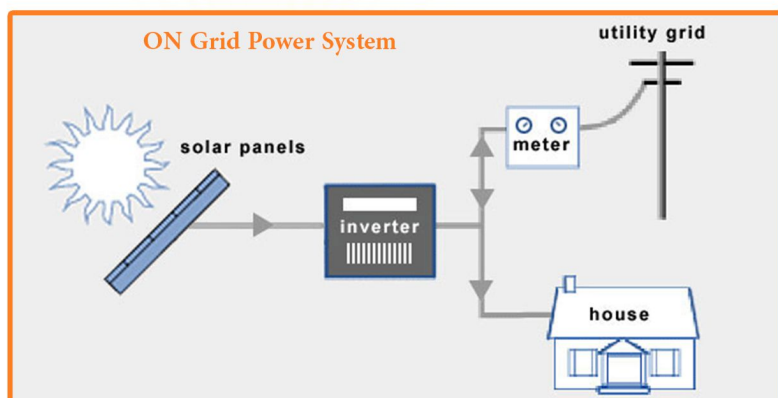 ON Grid Power System
utility grid
solar panels
meter
inverter
house